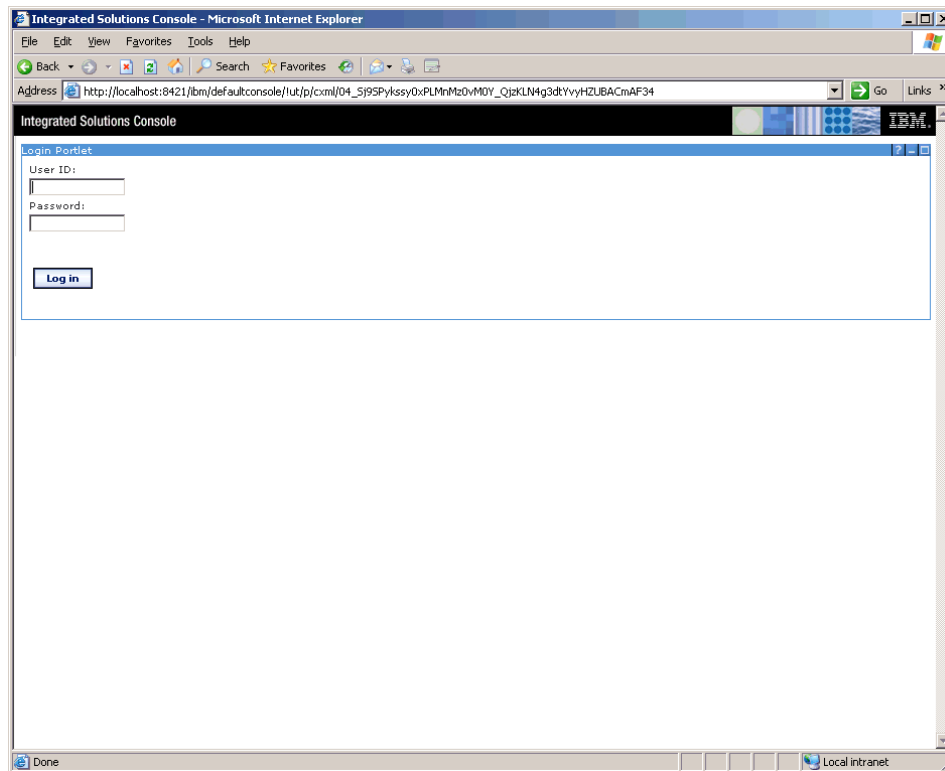 Integrated Solutions Console - Microsoft Internet Explorer
File Edit View Favorites Tools Help
Back Search Favorites
Address http://localhost:8421/ibm/defaultconsole/!ut/p/cxml/04_Sj9SPykssy0xPLMnMz0vM0Y_QjzKLN4g3dtYvyHZUBACmAF34 Go Links »
Integrated Solutions Console IBM.
Login Portlet ?
User ID:
Password:
Log in
Done Local intranet